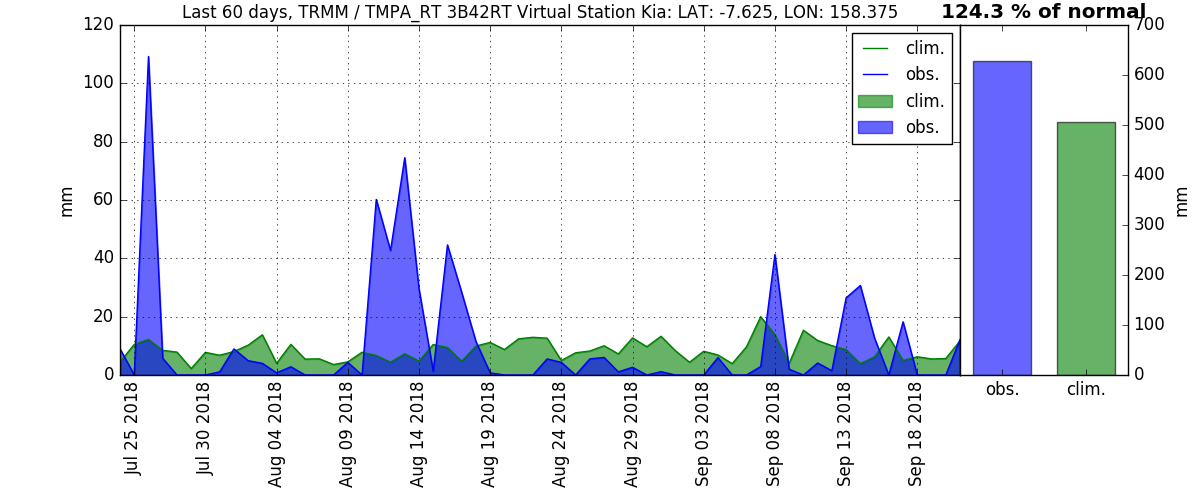 Last 60 days, TRMM / TMPA_RT 3B42RT Virtual Station Kia: LAT: -7.625, LON: 158.375
124.3 % of normal
120
100
80
60
40
20
0
mm
clim.
obs.
clim.
obs.
700
600
500
400
300
200
100
0
mm
obs.
clim.
Jul 25 2018
Jul 30 2018
Aug 04 2018
Aug 09 2018
Aug 14 2018
Aug 19 2018
Aug 24 2018
Aug 29 2018
Sep 03 2018
Sep 08 2018
Sep 13 2018
Sep 18 2018